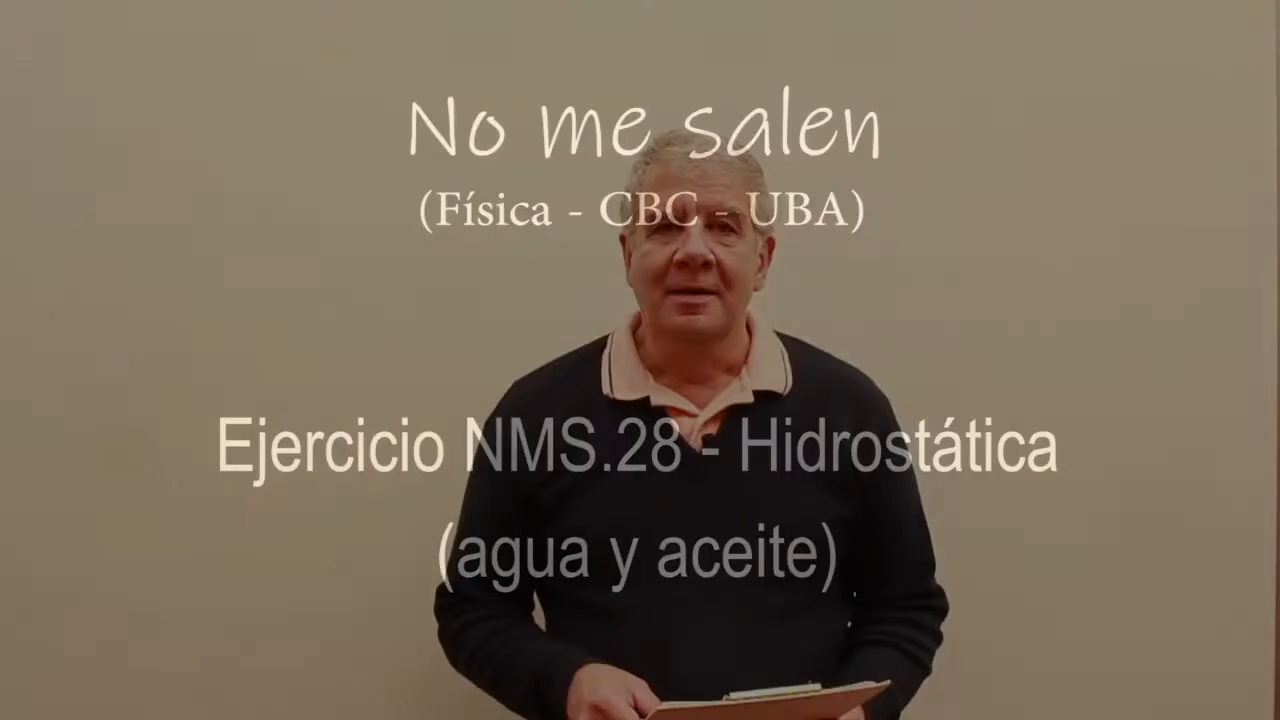 No me salen
(Física - CBC - UBA)
Ejercicio NMS.28 - Hidrostática
(agua y aceite)